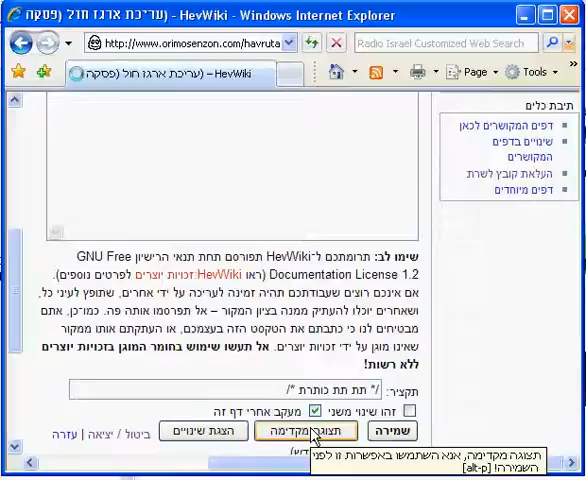 עריכת ארגז חול (פסקה) – HevWiki - Windows Internet Explorer
http://www.orimosenzon.com/havruta
Radio Israel Customized Web Search
עריכת ארגז חול (פסקה) – HevWiki
Page
Tools
תיבת כלים
דפים המקושרים לכאן
שינויים בדפים
המקושרים
העלאת קובץ לשרת
דפים מיוחדים
שימו לב: תרומתכם ל־HevWiki תפורסם תחת תנאי הרישיון GNU Free
Documentation License 1.2 (ראו HevWiki:זכויות יוצרים לפרטים נוספים).
אם אינכם רוצים שעבודתכם תהיה זמינה לעריכה על ידי אחרים, שתופץ לעיני כל,
ושאחרים יוכלו להעתיק ממנה בציון המקור – אל תפרסמו אותה פה. כמו־כן, אתם
מבטיחים לנו כי כתבתם את הטקסט הזה בעצמכם, או העתקתם אותו ממקור
שאינו מוגן על ידי זכויות יוצרים. אל תעשו שימוש בחומר המוגן בזכויות יוצרים
ללא רשות!
תקציר: /* תת תת כותרת */
זהו שינוי משני מעקב אחרי דף זה
שמירה תצוגה מקדימה הצגת שינויים ביטול / יציאה | עזרה
תצוגה מקדימה, אנא השתמשו באפשרות זו לפני
השמירה! [alt-p]